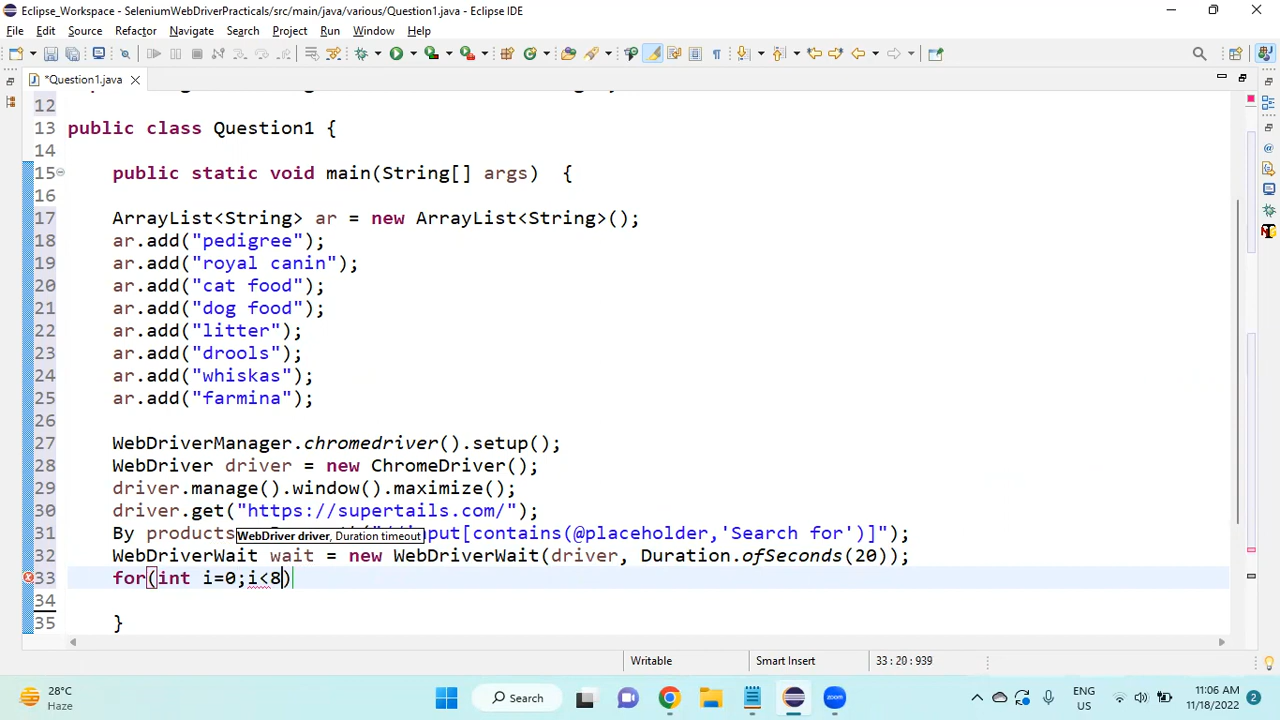 Eclipse_Workspace - SeleniumWebDriverPracticals/src/main/java/various/Question1.java - Eclipse IDE
File Edit Source Refactor Navigate Search Project Run Window Help
*Question1.java
12
13 public class Question1 {
14
15 public static void main(String[] args) {
16
17 ArrayList<String> ar = new ArrayList<String>();
18 ar.add("pedigree");
19 ar.add("royal canin");
20 ar.add("cat food");
21 ar.add("dog food");
22 ar.add("litter");
23 ar.add("drools");
24 ar.add("whiskas");
25 ar.add("farmina");
26
27 WebDriverManager.chromedriver().setup();
28 WebDriver driver = new ChromeDriver();
29 driver.manage().window().maximize();
30 driver.get("https://supertails.com/");
31 By products input[contains(@placeholder,'Search for')]");
WebDriver driver, Duration timeout
32 WebDriverWait wait = new WebDriverWait(driver, Duration.ofSeconds(20));
33 for(int i=0;i<8)
34
35 }
Writable Smart Insert 33 : 20 : 939
28°C
Haze
Search
ENG
US
11:06 AM
11/18/2022
2